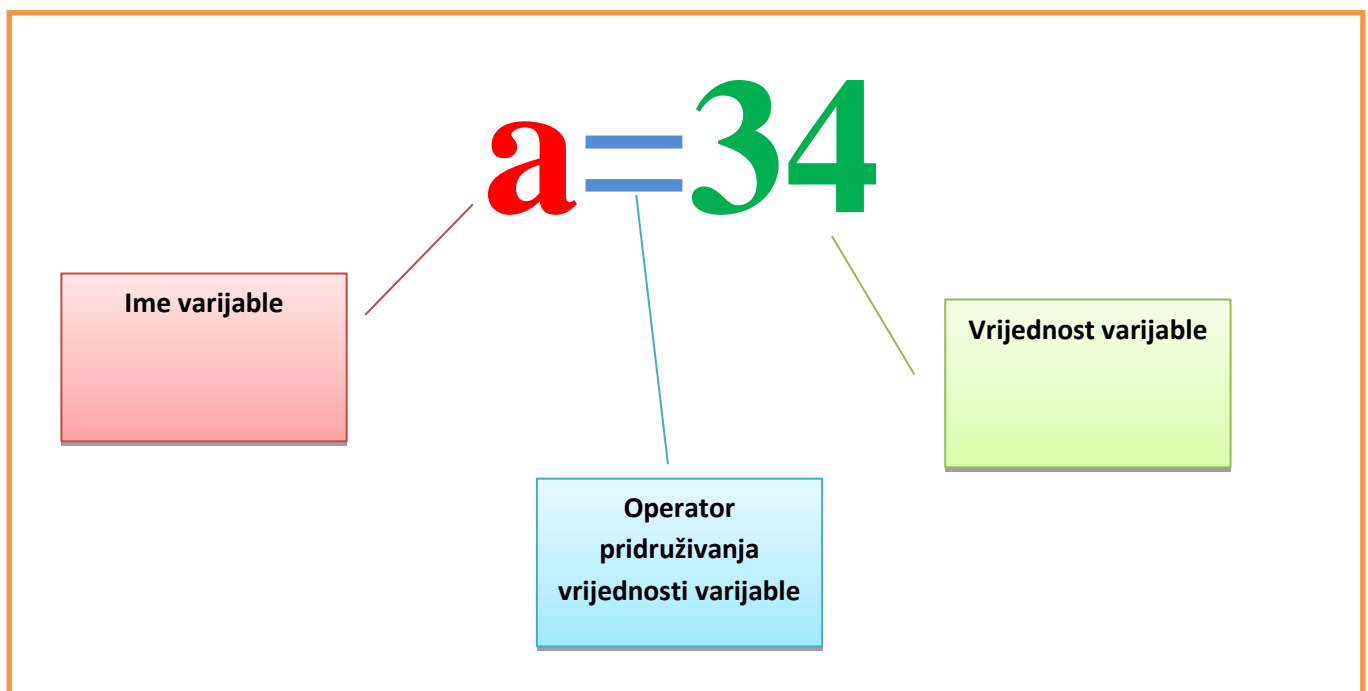 a=34
Ime varijable
Vrijednost varijable
Operator
pridruživanja
vrijednosti varijable